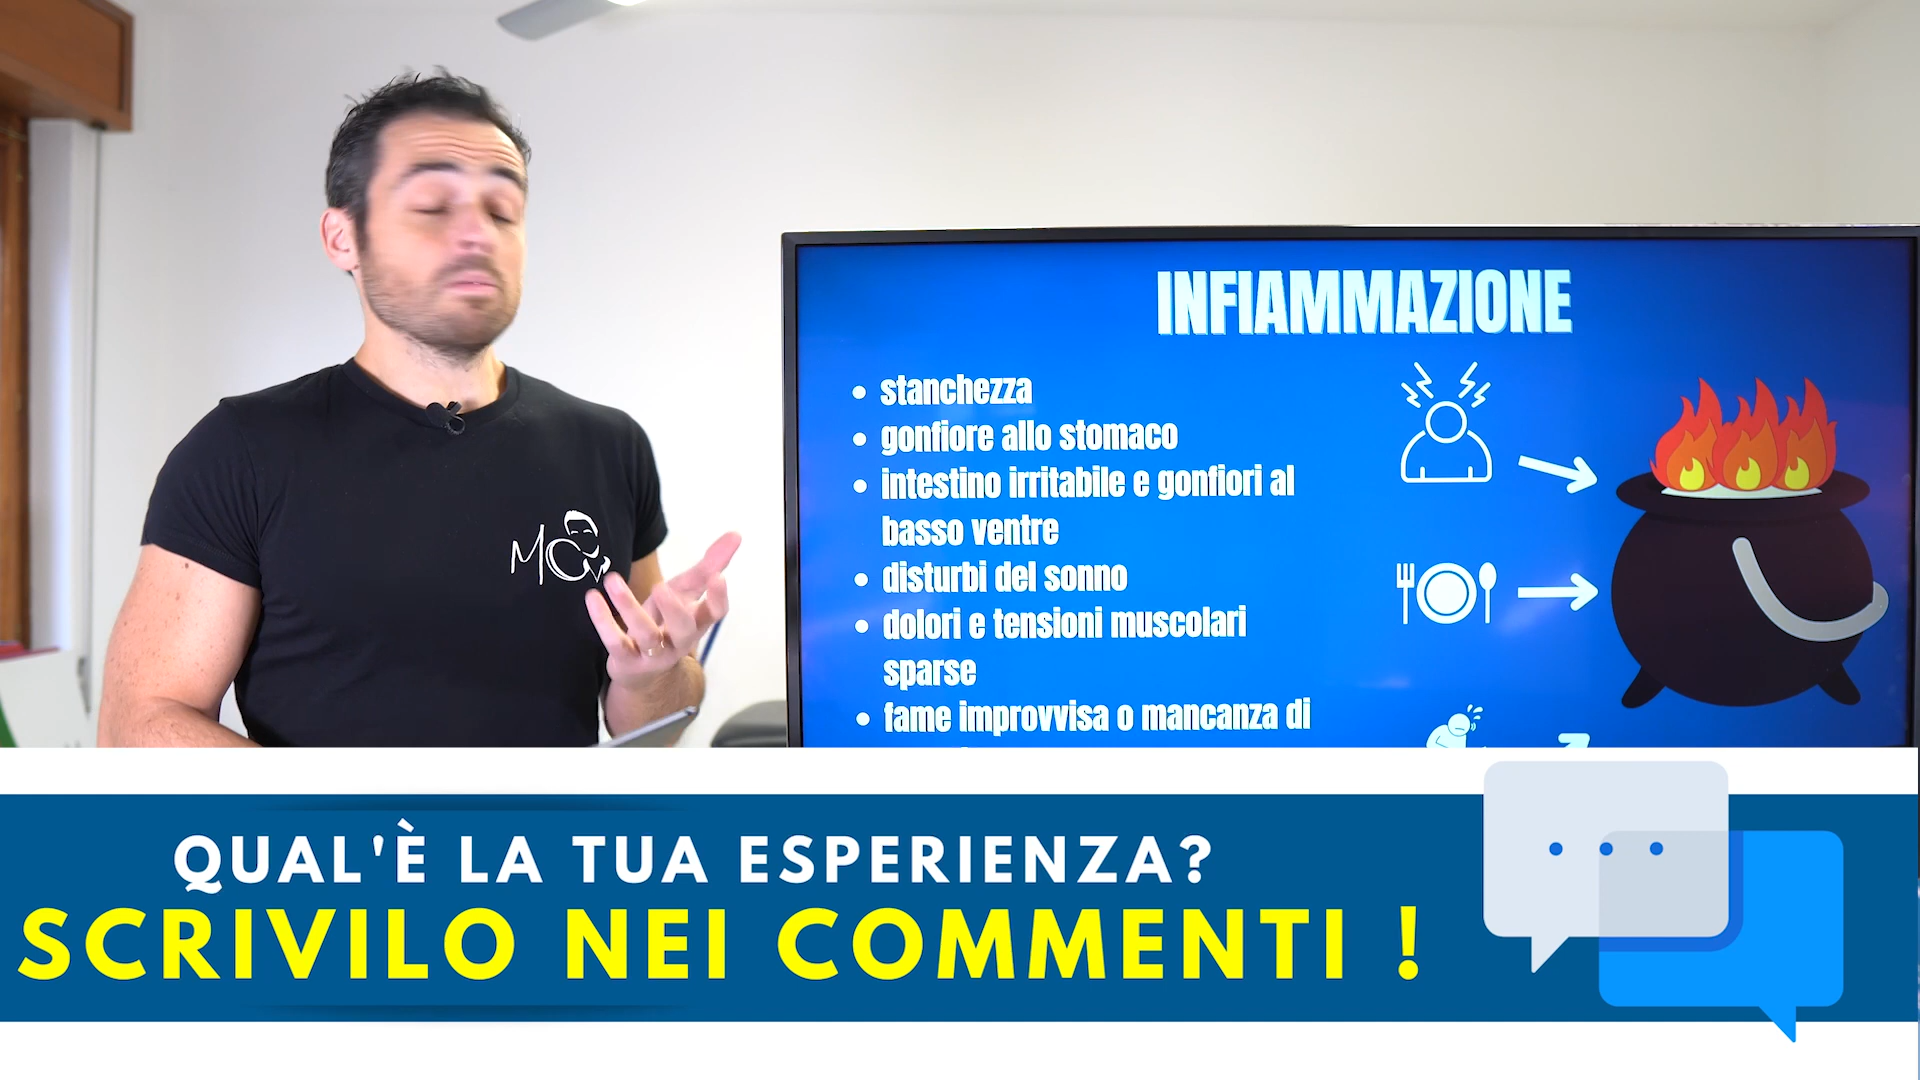 MC
INFIAMMAZIONE
stanchezza
gonfiore allo stomaco
intestino irritabile e gonfiori al
basso ventre
disturbi del sonno
dolori e tensioni muscolari
sparse
fame improvvisa o mancanza di
QUAL'È LA TUA ESPERIENZA?
SCRIVILO NEI COMMENTI !